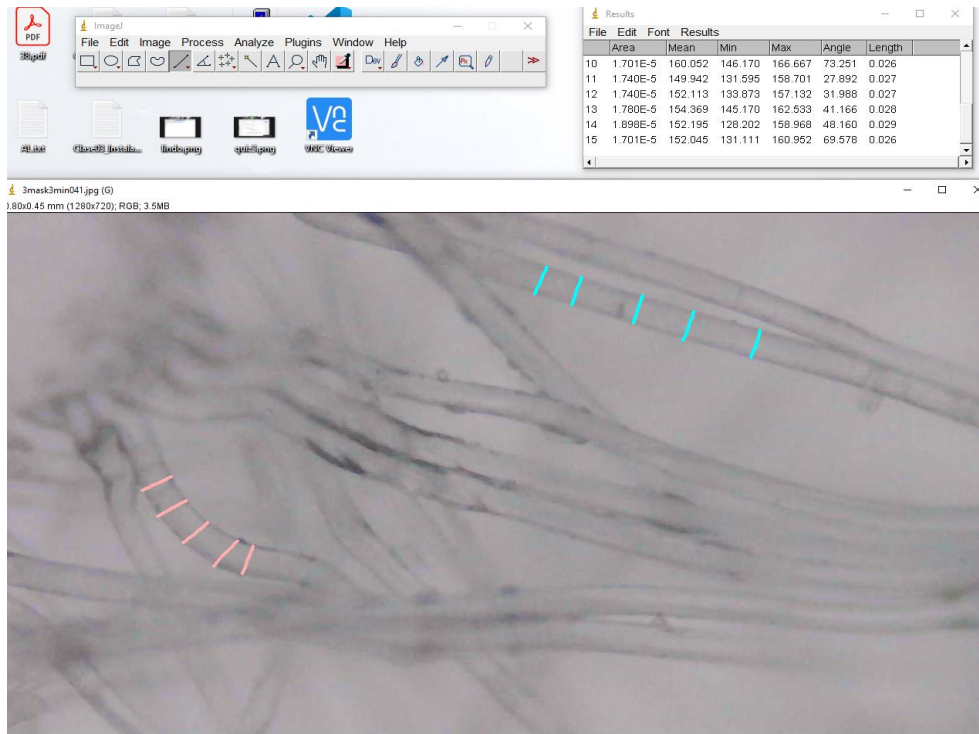 PDF
38.pdf
AI.txt
Clase03_Instala...
lindo.png
quiz5.png
VNC Viewer
ImageJ
File Edit Image Process Analyze Plugins Window Help
Dev
Results
File Edit Font Results
Area Mean Min Max Angle Length
10 1.701E-5 160.052 146.170 166.667 73.251 0.026
11 1.740E-5 149.942 131.595 158.701 27.892 0.027
12 1.740E-5 152.113 133.873 157.132 31.988 0.027
13 1.780E-5 154.369 145.170 162.533 41.166 0.028
14 1.898E-5 152.195 128.202 158.968 48.160 0.029
15 1.701E-5 152.045 131.111 160.952 69.578 0.026
3mask3min041.jpg (G)
0.80x0.45 mm (1280x720); RGB; 3.5MB